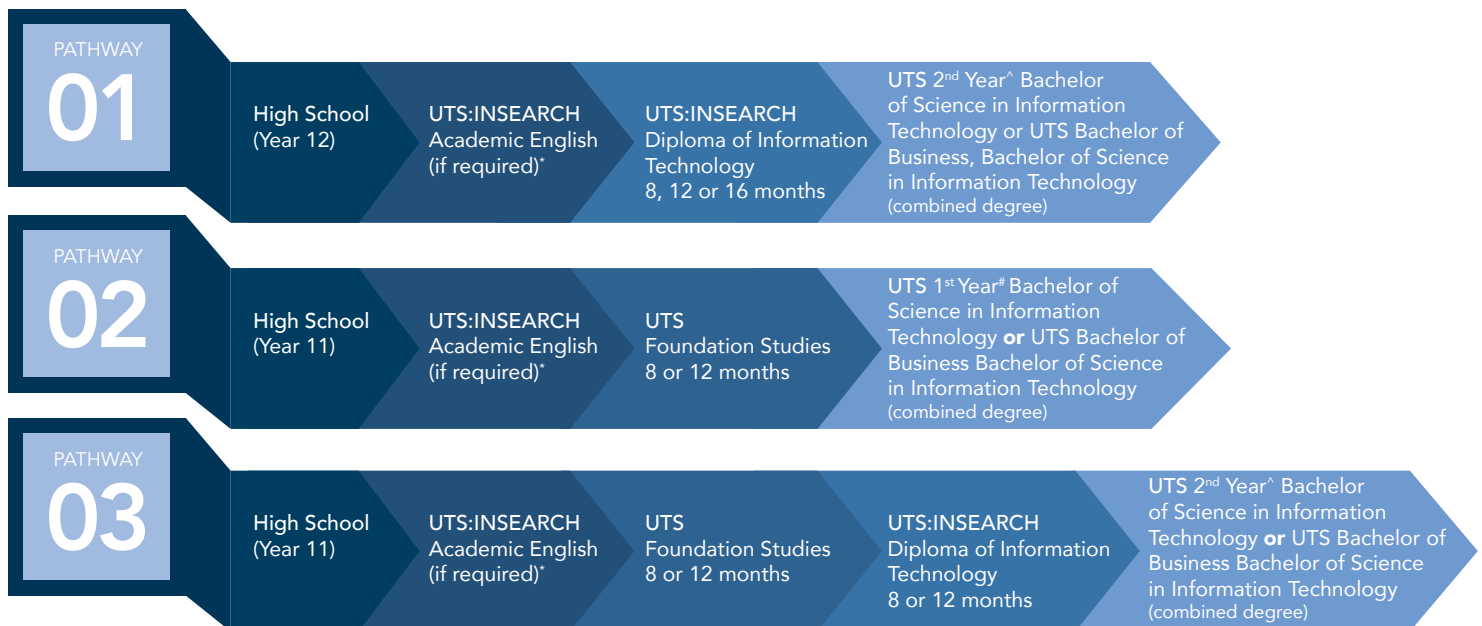 PATHWAY
01
High School
(Year 12)
UTS:INSEARCH
Academic English
(if required)*
UTS:INSEARCH
Diploma of Information
Technology
8, 12 or 16 months
UTS 2nd Year^ Bachelor
of Science in Information
Technology or UTS Bachelor of
Business, Bachelor of Science
in Information Technology
(combined degree)
PATHWAY
02
High School
(Year 11)
UTS:INSEARCH
Academic English
(if required)*
UTS
Foundation Studies
8 or 12 months
UTS 1st Year# Bachelor of
Science in Information
Technology or UTS Bachelor of
Business Bachelor of Science
in Information Technology
(combined degree)
PATHWAY
03
High School
(Year 11)
UTS:INSEARCH
Academic English
(if required)*
UTS
Foundation Studies
8 or 12 months
UTS:INSEARCH
Diploma of Information
Technology
8 or 12 months
UTS 2nd Year^ Bachelor
of Science in Information
Technology or UTS Bachelor of
Business Bachelor of Science
in Information Technology
(combined degree)